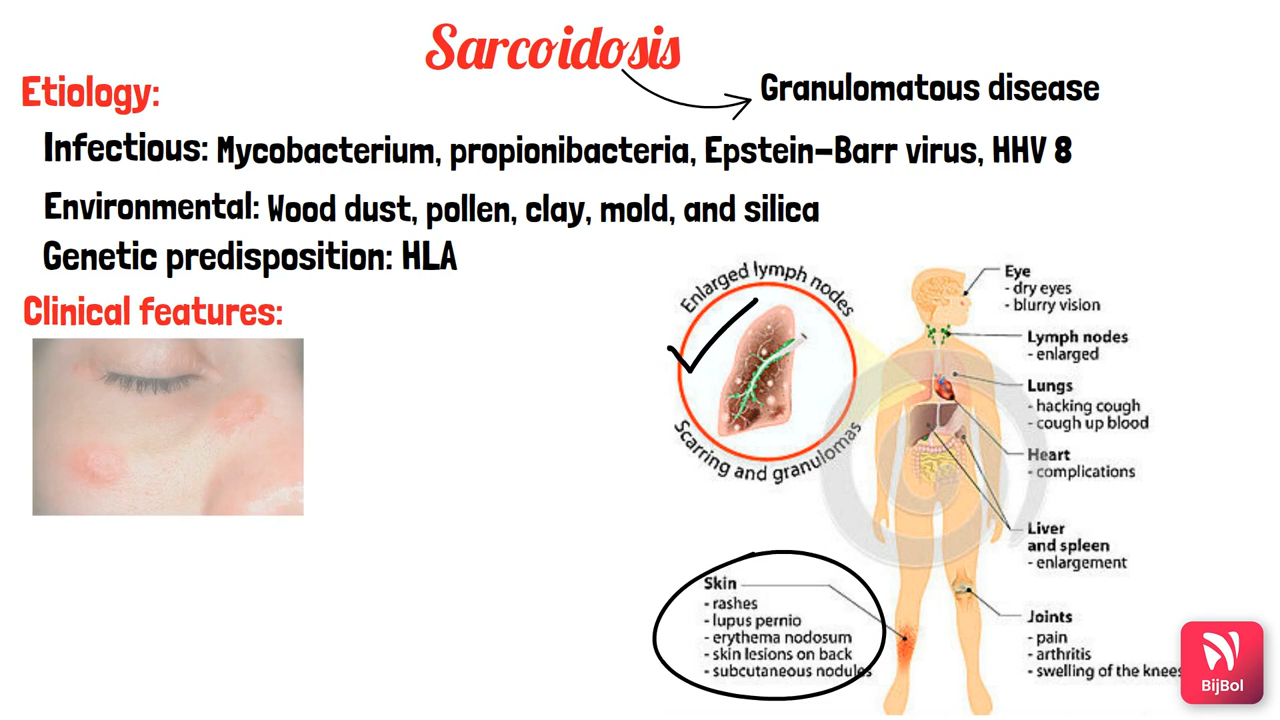 Sarcoidosis
Granulomatous disease
Etiology:
Infectious: Mycobacterium, propionibacteria, Epstein-Barr virus, HHV 8
Environmental: Wood dust, pollen, clay, mold, and silica
Genetic predisposition: HLA
Clinical features:
Enlarged lymph nodes
Scarring and granulomas
Eye
- dry eyes
- blurry vision
Lymph nodes
- enlarged
Lungs
- hacking cough
- cough up blood
Heart
- complications
Liver
and spleen
- enlargement
Skin
- rashes
- lupus pernio
- erythema nodosum
- skin lesions on back
- subcutaneous nodules
Joints
- pain
- arthritis
- swelling of the knees
BijBol